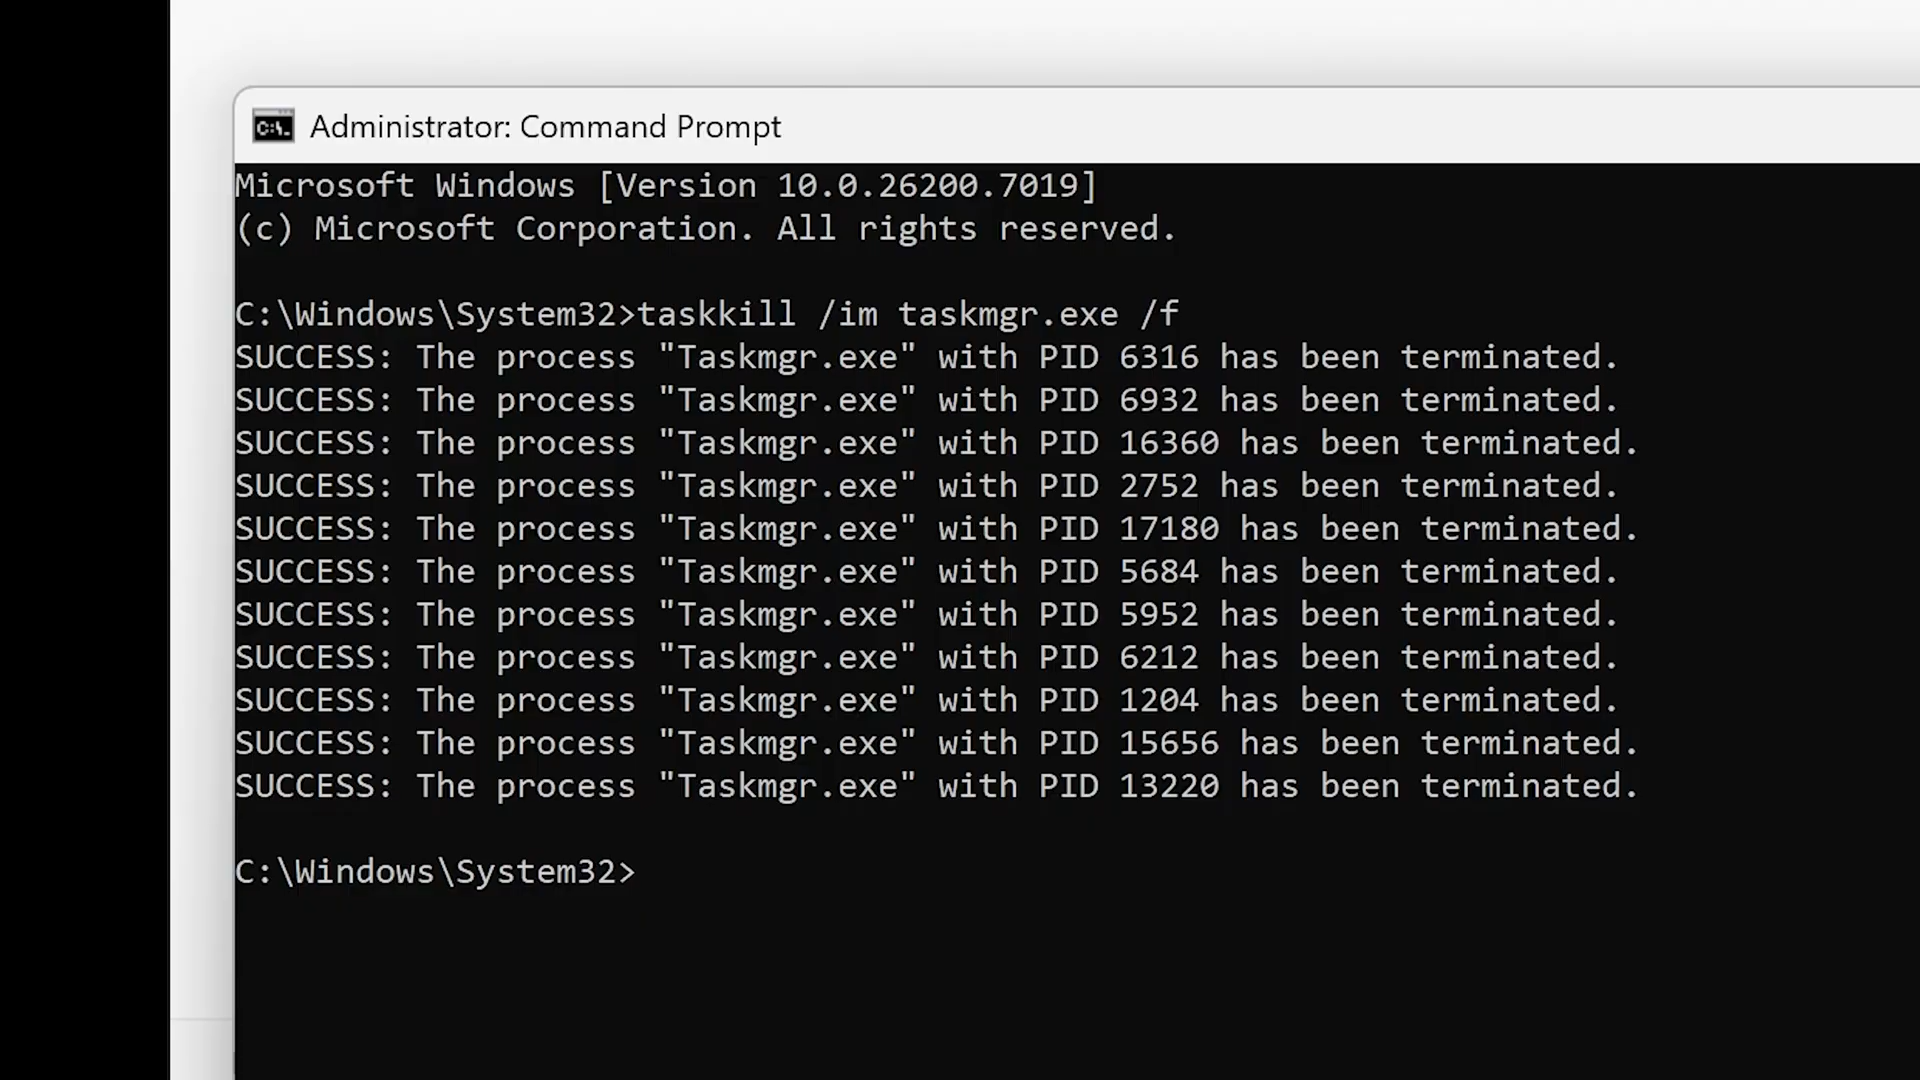 Administrator: Command Prompt
Microsoft Windows [Version 10.0.26200.7019]
(c) Microsoft Corporation. All rights reserved.
C:\Windows\System32>taskkill /im taskmgr.exe /f
SUCCESS: The process "Taskmgr.exe" with PID 6316 has been terminated.
SUCCESS: The process "Taskmgr.exe" with PID 6932 has been terminated.
SUCCESS: The process "Taskmgr.exe" with PID 16360 has been terminated.
SUCCESS: The process "Taskmgr.exe" with PID 2752 has been terminated.
SUCCESS: The process "Taskmgr.exe" with PID 17180 has been terminated.
SUCCESS: The process "Taskmgr.exe" with PID 5684 has been terminated.
SUCCESS: The process "Taskmgr.exe" with PID 5952 has been terminated.
SUCCESS: The process "Taskmgr.exe" with PID 6212 has been terminated.
SUCCESS: The process "Taskmgr.exe" with PID 1204 has been terminated.
SUCCESS: The process "Taskmgr.exe" with PID 15656 has been terminated.
SUCCESS: The process "Taskmgr.exe" with PID 13220 has been terminated.
C:\Windows\System32>